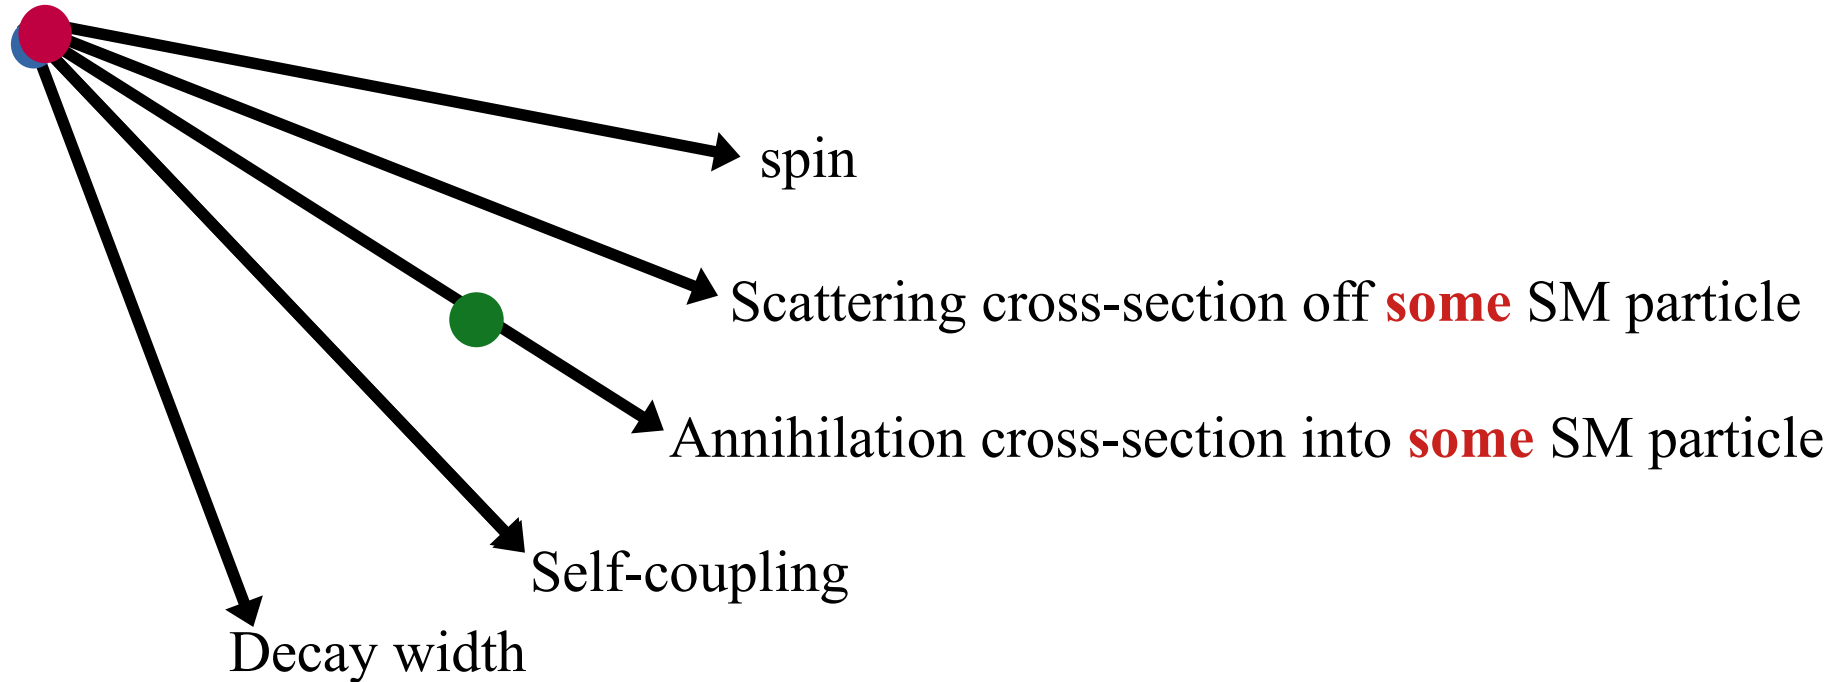 spin
Scattering cross-section off some SM particle
Annihilation cross-section into some SM particle
Self-coupling
Decay width